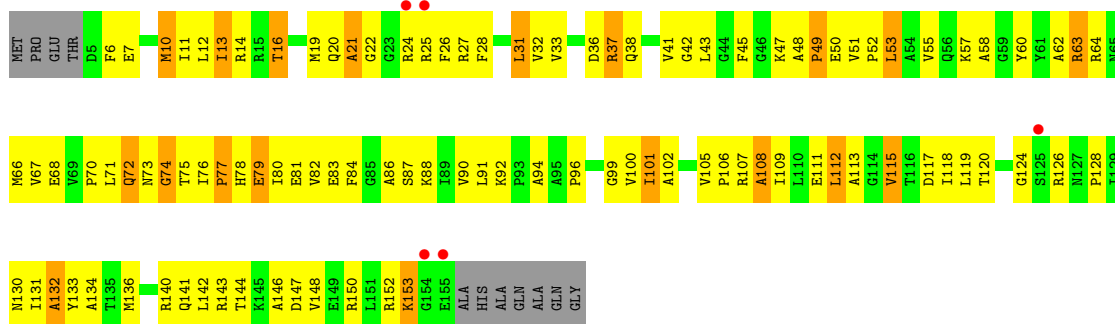 MET PRO GLU THR D5 F6 E7 M10 I11 L12 I13 R14 R15 T16 M19 Q20 A21 G22 G23 R24 R25 F26 R27 F28 L31 V32 V33 D36 R37 Q38 V41 G42 L43 G44 F45 G46 K47 A48 P49 E50 V51 P52 L53 A54 V55 Q56 K57 A58 G59 Y60 Y61 A62 R63 R64 N65
M66 V67 E68 V69 P70 L71 Q72 N73 G74 T75 I76 P77 H78 E79 I80 E81 V82 E83 F84 G85 A86 S87 K88 I89 V90 L91 K92 P93 A94 A95 P96 G99 V100 I101 A102 V105 P106 R107 A108 I109 L110 E111 L112 A113 G114 V115 T116 D117 I118 L119 T120 G124 S125 R126 N127 P128 I129
N130 I131 A132 Y133 A134 T135 M136 R140 Q141 L142 R143 T144 K145 A146 D147 V148 E149 R150 L151 R152 K153 G154 E155 ALA HIS ALA GLN ALA GLN GLY